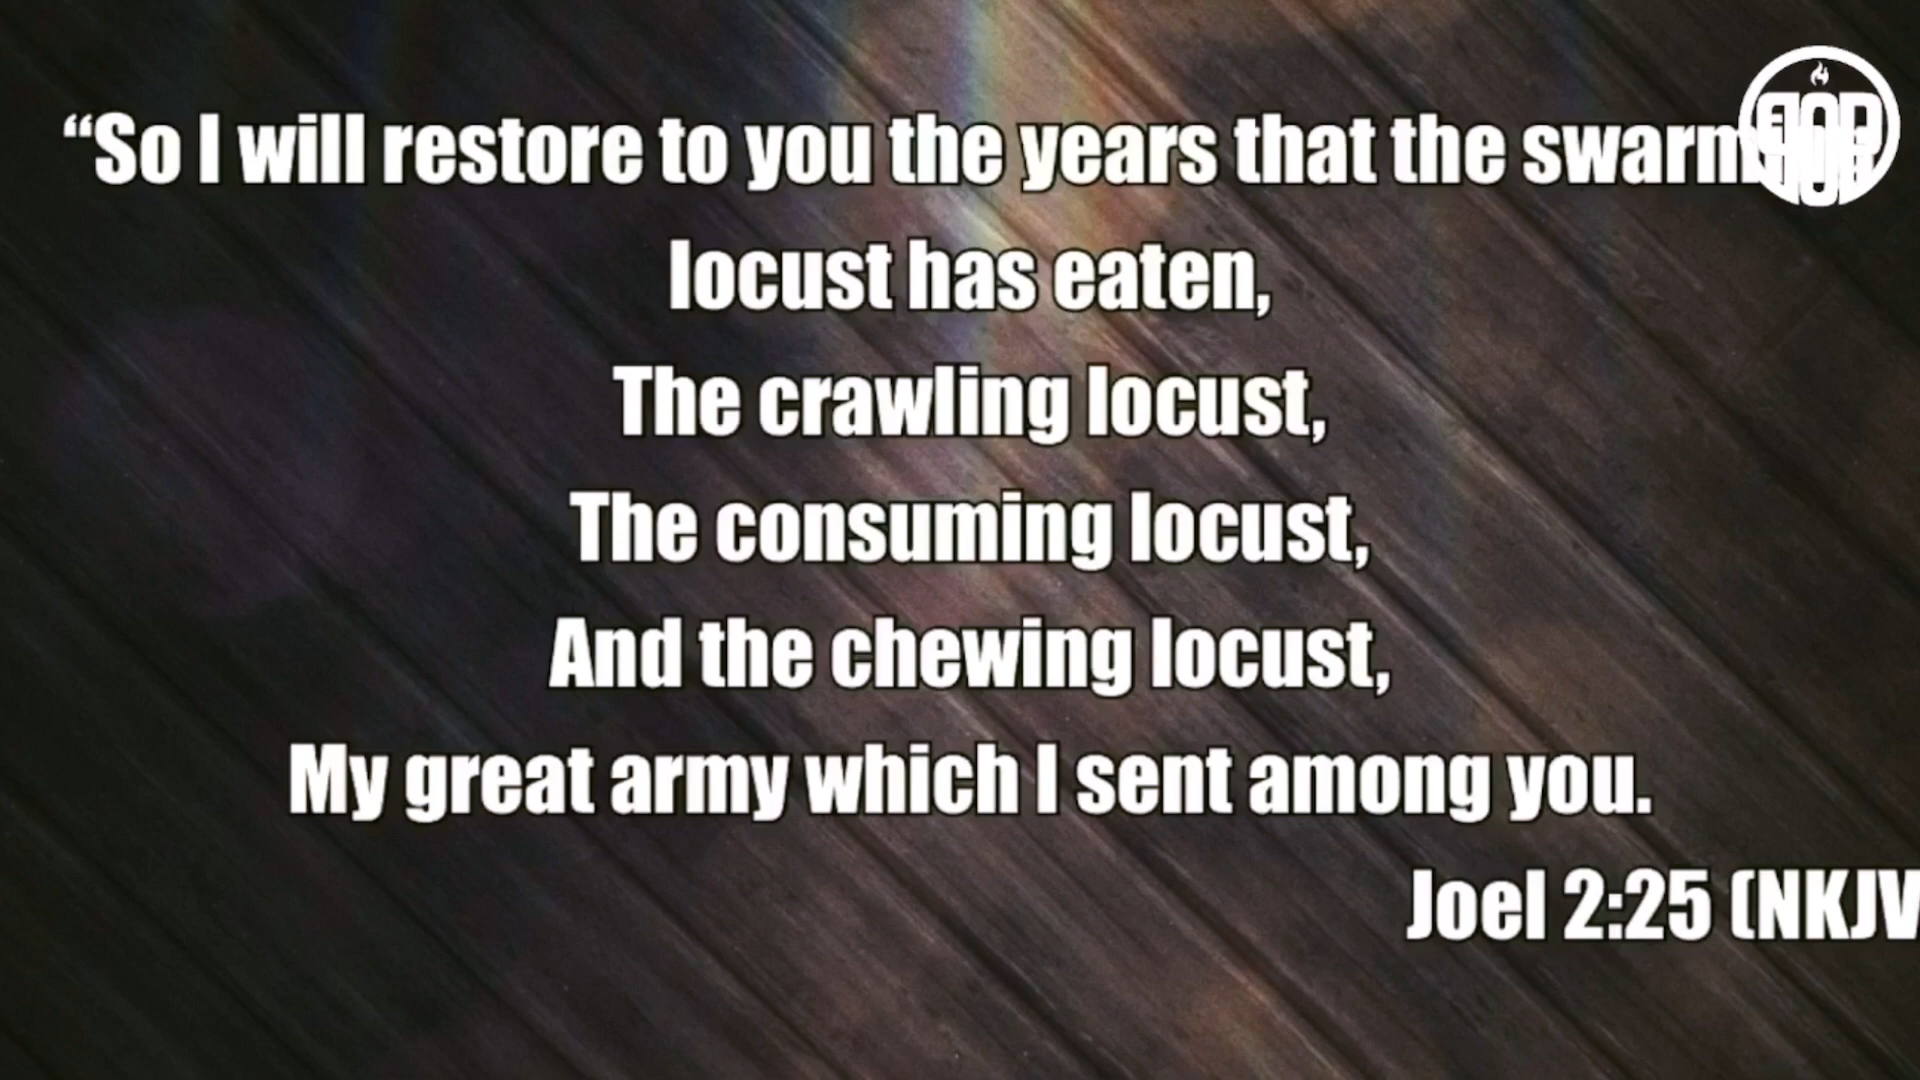 “So I will restore to you the years that the swarm
locust has eaten,
The crawling locust,
The consuming locust,
And the chewing locust,
My great army which I sent among you.
Joel 2:25 (NKJV